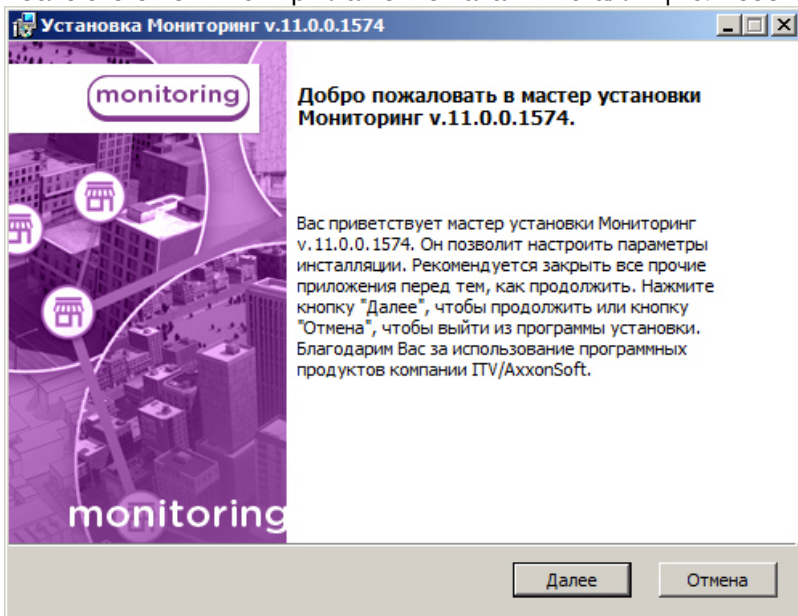 Установка Мониторинг v.11.0.0.1574
monitoring
Добро пожаловать в мастер установки
Мониторинг v.11.0.0.1574.
Вас приветствует мастер установки Мониторинг
v.11.0.0.1574. Он позволит настроить параметры
инсталляции. Рекомендуется закрыть все прочие
приложения перед тем, как продолжить. Нажмите
кнопку "Далее", чтобы продолжить или кнопку
"Отмена", чтобы выйти из программы установки.
Благодарим Вас за использование программных
продуктов компании ITV/AxxonSoft.
monitoring
Далее
Отмена